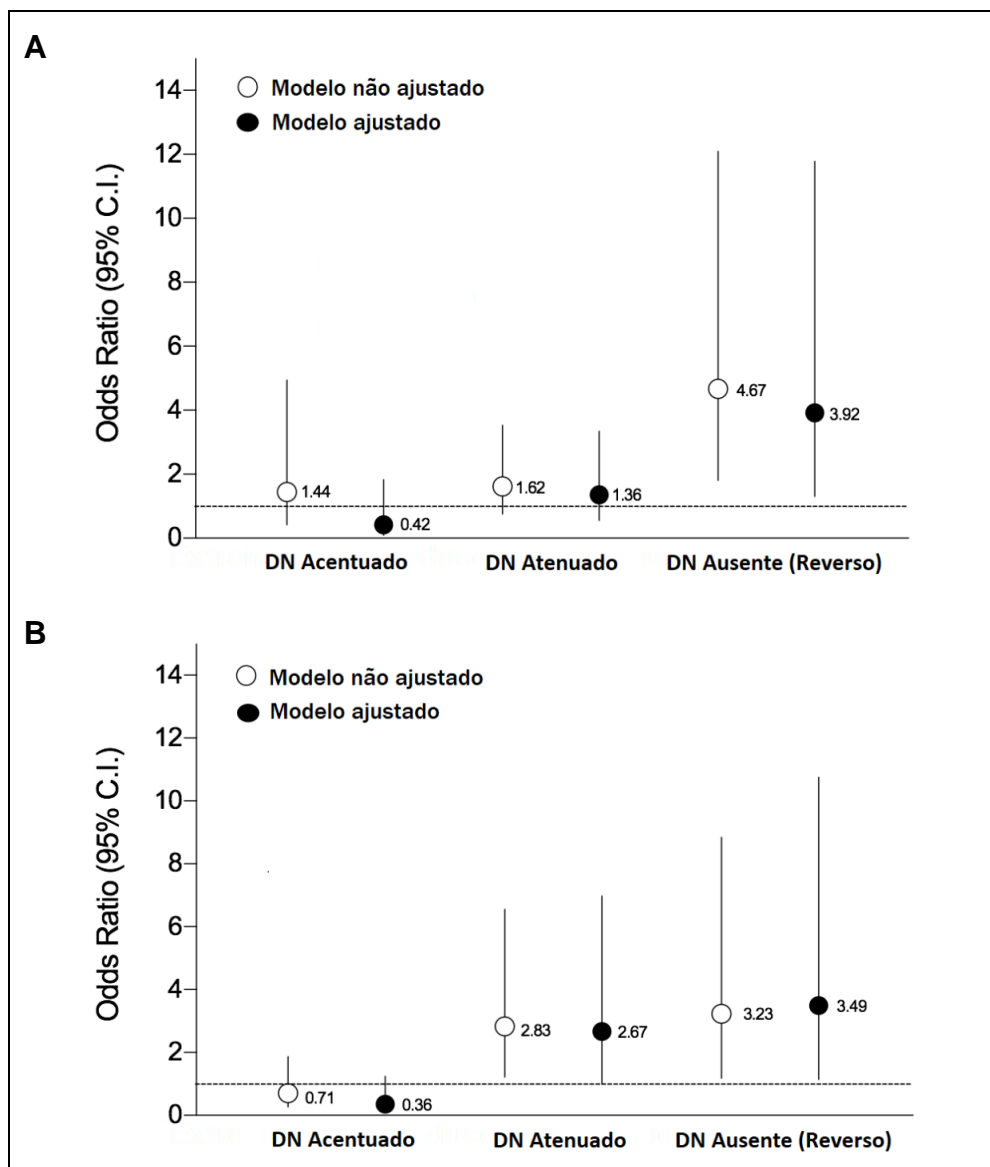 A
14
12
10
8
6
4
2
0
Odds Ratio (95% C.I.)
Modelo não ajustado
Modelo ajustado
1.44
0.42
1.62
1.36
4.67
3.92
DN Acentuado DN Atenuado DN Ausente (Reverso)
B
14
12
10
8
6
4
2
0
Odds Ratio (95% C.I.)
Modelo não ajustado
Modelo ajustado
0.71
0.36
2.83
2.67
3.23
3.49
DN Acentuado DN Atenuado DN Ausente (Reverso)